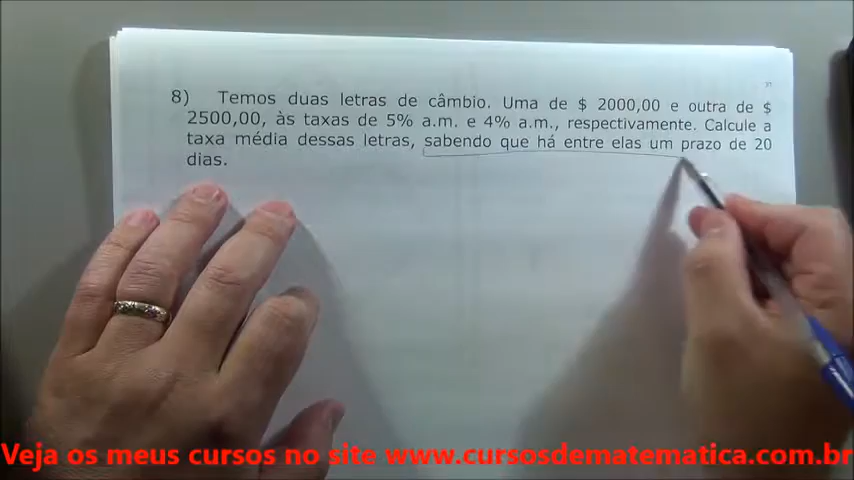 8) Temos duas letras de câmbio. Uma de $ 2000,00 e outra de $
2500,00, às taxas de 5% a.m. e 4% a.m., respectivamente. Calcule a
taxa média dessas letras, sabendo que há entre elas um prazo de 20
dias.
Veja os meus cursos no site www.cursosdematematica.com.br